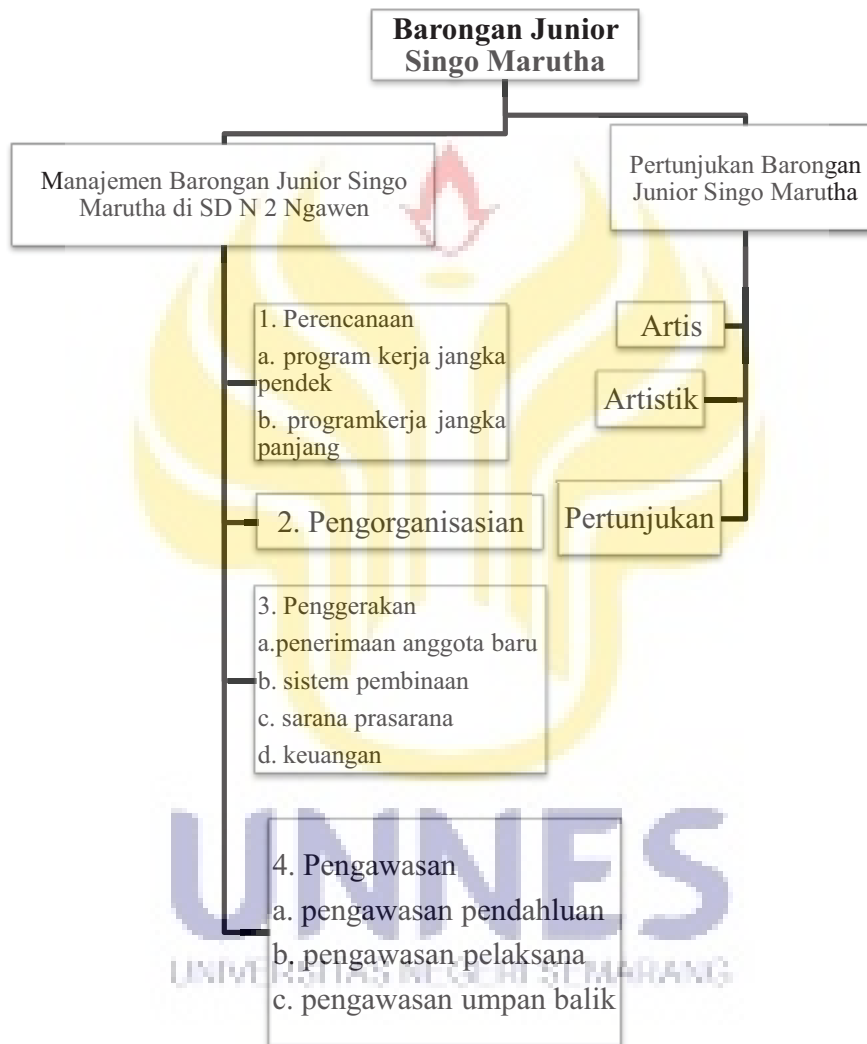 Barongan Junior
Singo Marutha
Manajemen Barongan Junior Singo
Marutha di SD N 2 Ngawen
1. Perencanaan
a. program kerja jangka
pendek
b. programkerja jangka
panjang
2. Pengorganisasian
3. Penggerakan
a.penerimaan anggota baru
b. sistem pembinaan
c. sarana prasarana
d. keuangan
4. Pengawasan
a. pengawasan pendahluan
b. pengawasan pelaksana
c. pengawasan umpan balik
Pertunjukan Barongan
Junior Singo Marutha
Artis
Artistik
Pertunjukan
UNNES
UNIVERSITAS NEGERI SEMARANG